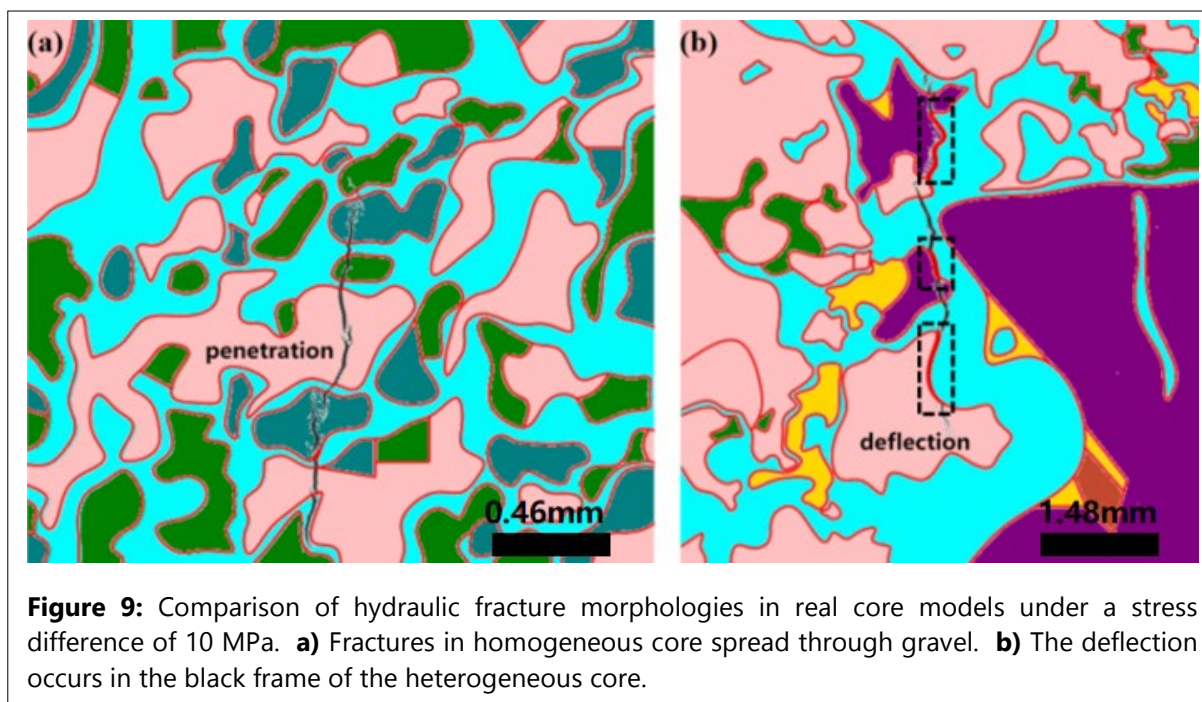 (a)
(b)
penetration
deflection
0.46mm
1.48mm
Figure 9: Comparison of hydraulic fracture morphologies in real core models under a stress
difference of 10 MPa. a) Fractures in homogeneous core spread through gravel. b) The deflection
occurs in the black frame of the heterogeneous core.